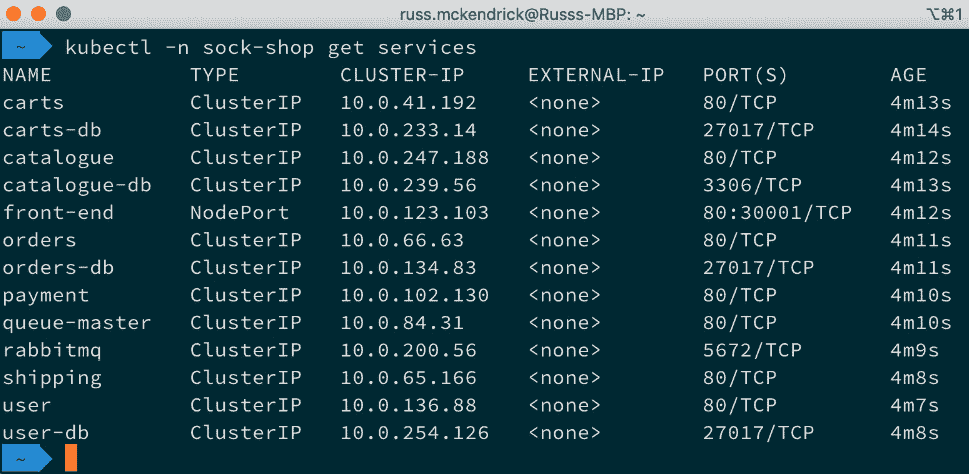 russ.mckendrick@Russs-MBP: ~ ⌥⌘1
~ kubectl -n sock-shop get services
NAME TYPE CLUSTER-IP EXTERNAL-IP PORT(S) AGE
carts ClusterIP 10.0.41.192 <none> 80/TCP 4m13s
carts-db ClusterIP 10.0.233.14 <none> 27017/TCP 4m14s
catalogue ClusterIP 10.0.247.188 <none> 80/TCP 4m12s
catalogue-db ClusterIP 10.0.239.56 <none> 3306/TCP 4m13s
front-end NodePort 10.0.123.103 <none> 80:30001/TCP 4m12s
orders ClusterIP 10.0.66.63 <none> 80/TCP 4m11s
orders-db ClusterIP 10.0.134.83 <none> 27017/TCP 4m11s
payment ClusterIP 10.0.102.130 <none> 80/TCP 4m10s
queue-master ClusterIP 10.0.84.31 <none> 80/TCP 4m10s
rabbitmq ClusterIP 10.0.200.56 <none> 5672/TCP 4m9s
shipping ClusterIP 10.0.65.166 <none> 80/TCP 4m8s
user ClusterIP 10.0.136.88 <none> 80/TCP 4m7s
user-db ClusterIP 10.0.254.126 <none> 27017/TCP 4m8s
~